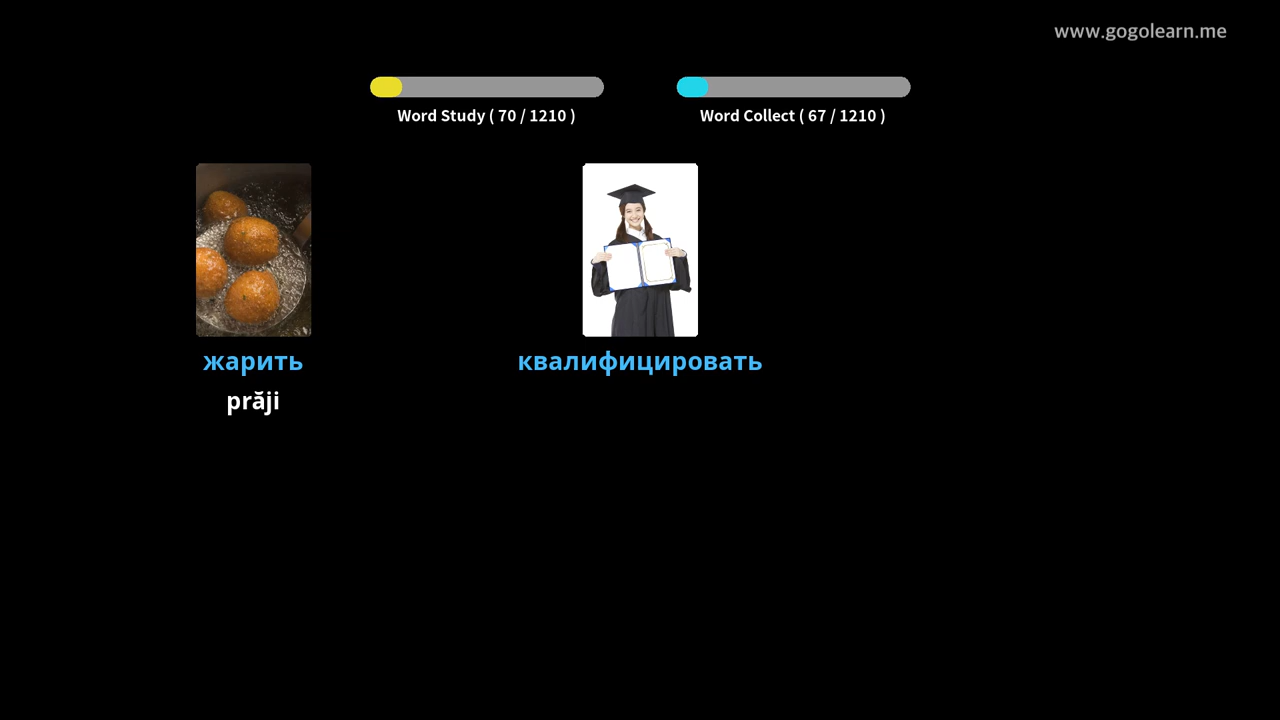 www.gogolearn.me
Word Study ( 70 / 1210 )
Word Collect ( 67 / 1210 )
жарить
квалифицировать
prăji